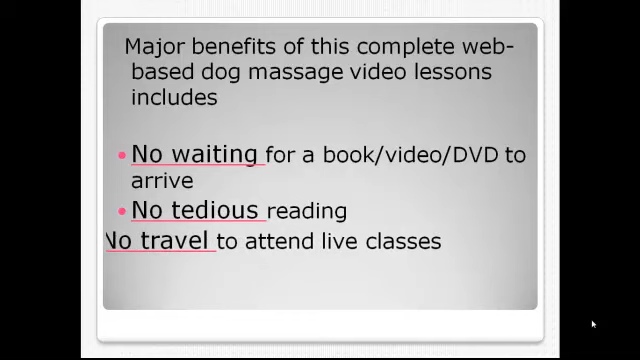 Major benefits of this complete web-
based dog massage video lessons
includes
• No waiting for a book/video/DVD to
arrive
• No tedious reading
No travel to attend live classes